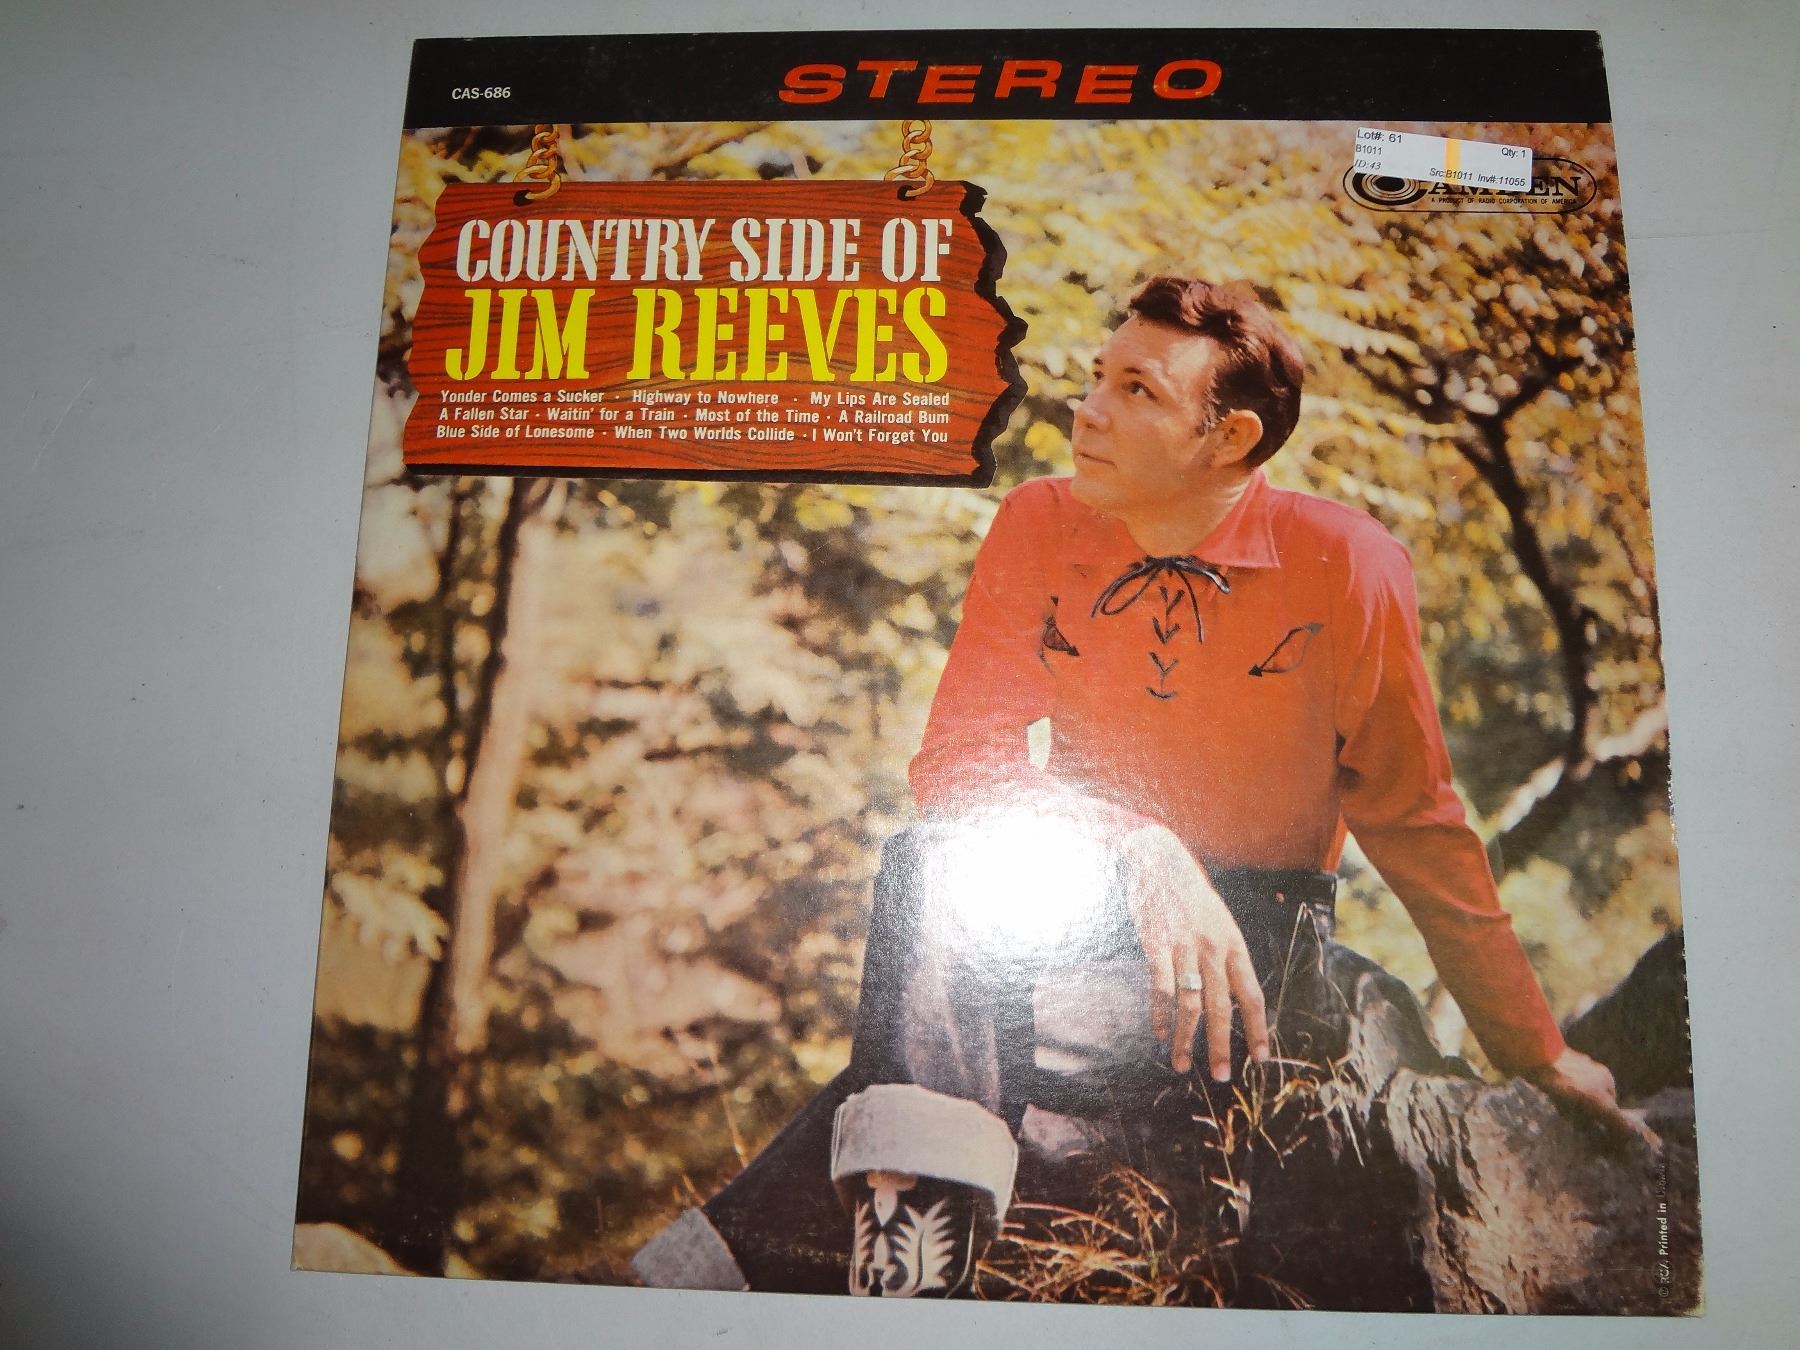 CAS-686
STEREO
Lot#: 61
B1011
Qty: 1
ID:43
Src:B1011 Inv#:11055
A PRODUCT OF RADIO CORPORATION OF AMERICA
COUNTRY SIDE OF
JIM REEVES
Yonder Comes a Sucker · Highway to Nowhere · My Lips Are Sealed
A Fallen Star · Waitin' for a Train · Most of the Time · A Railroad Bum
Blue Side of Lonesome · When Two Worlds Collide · I Won't Forget You
© RCA Printed in